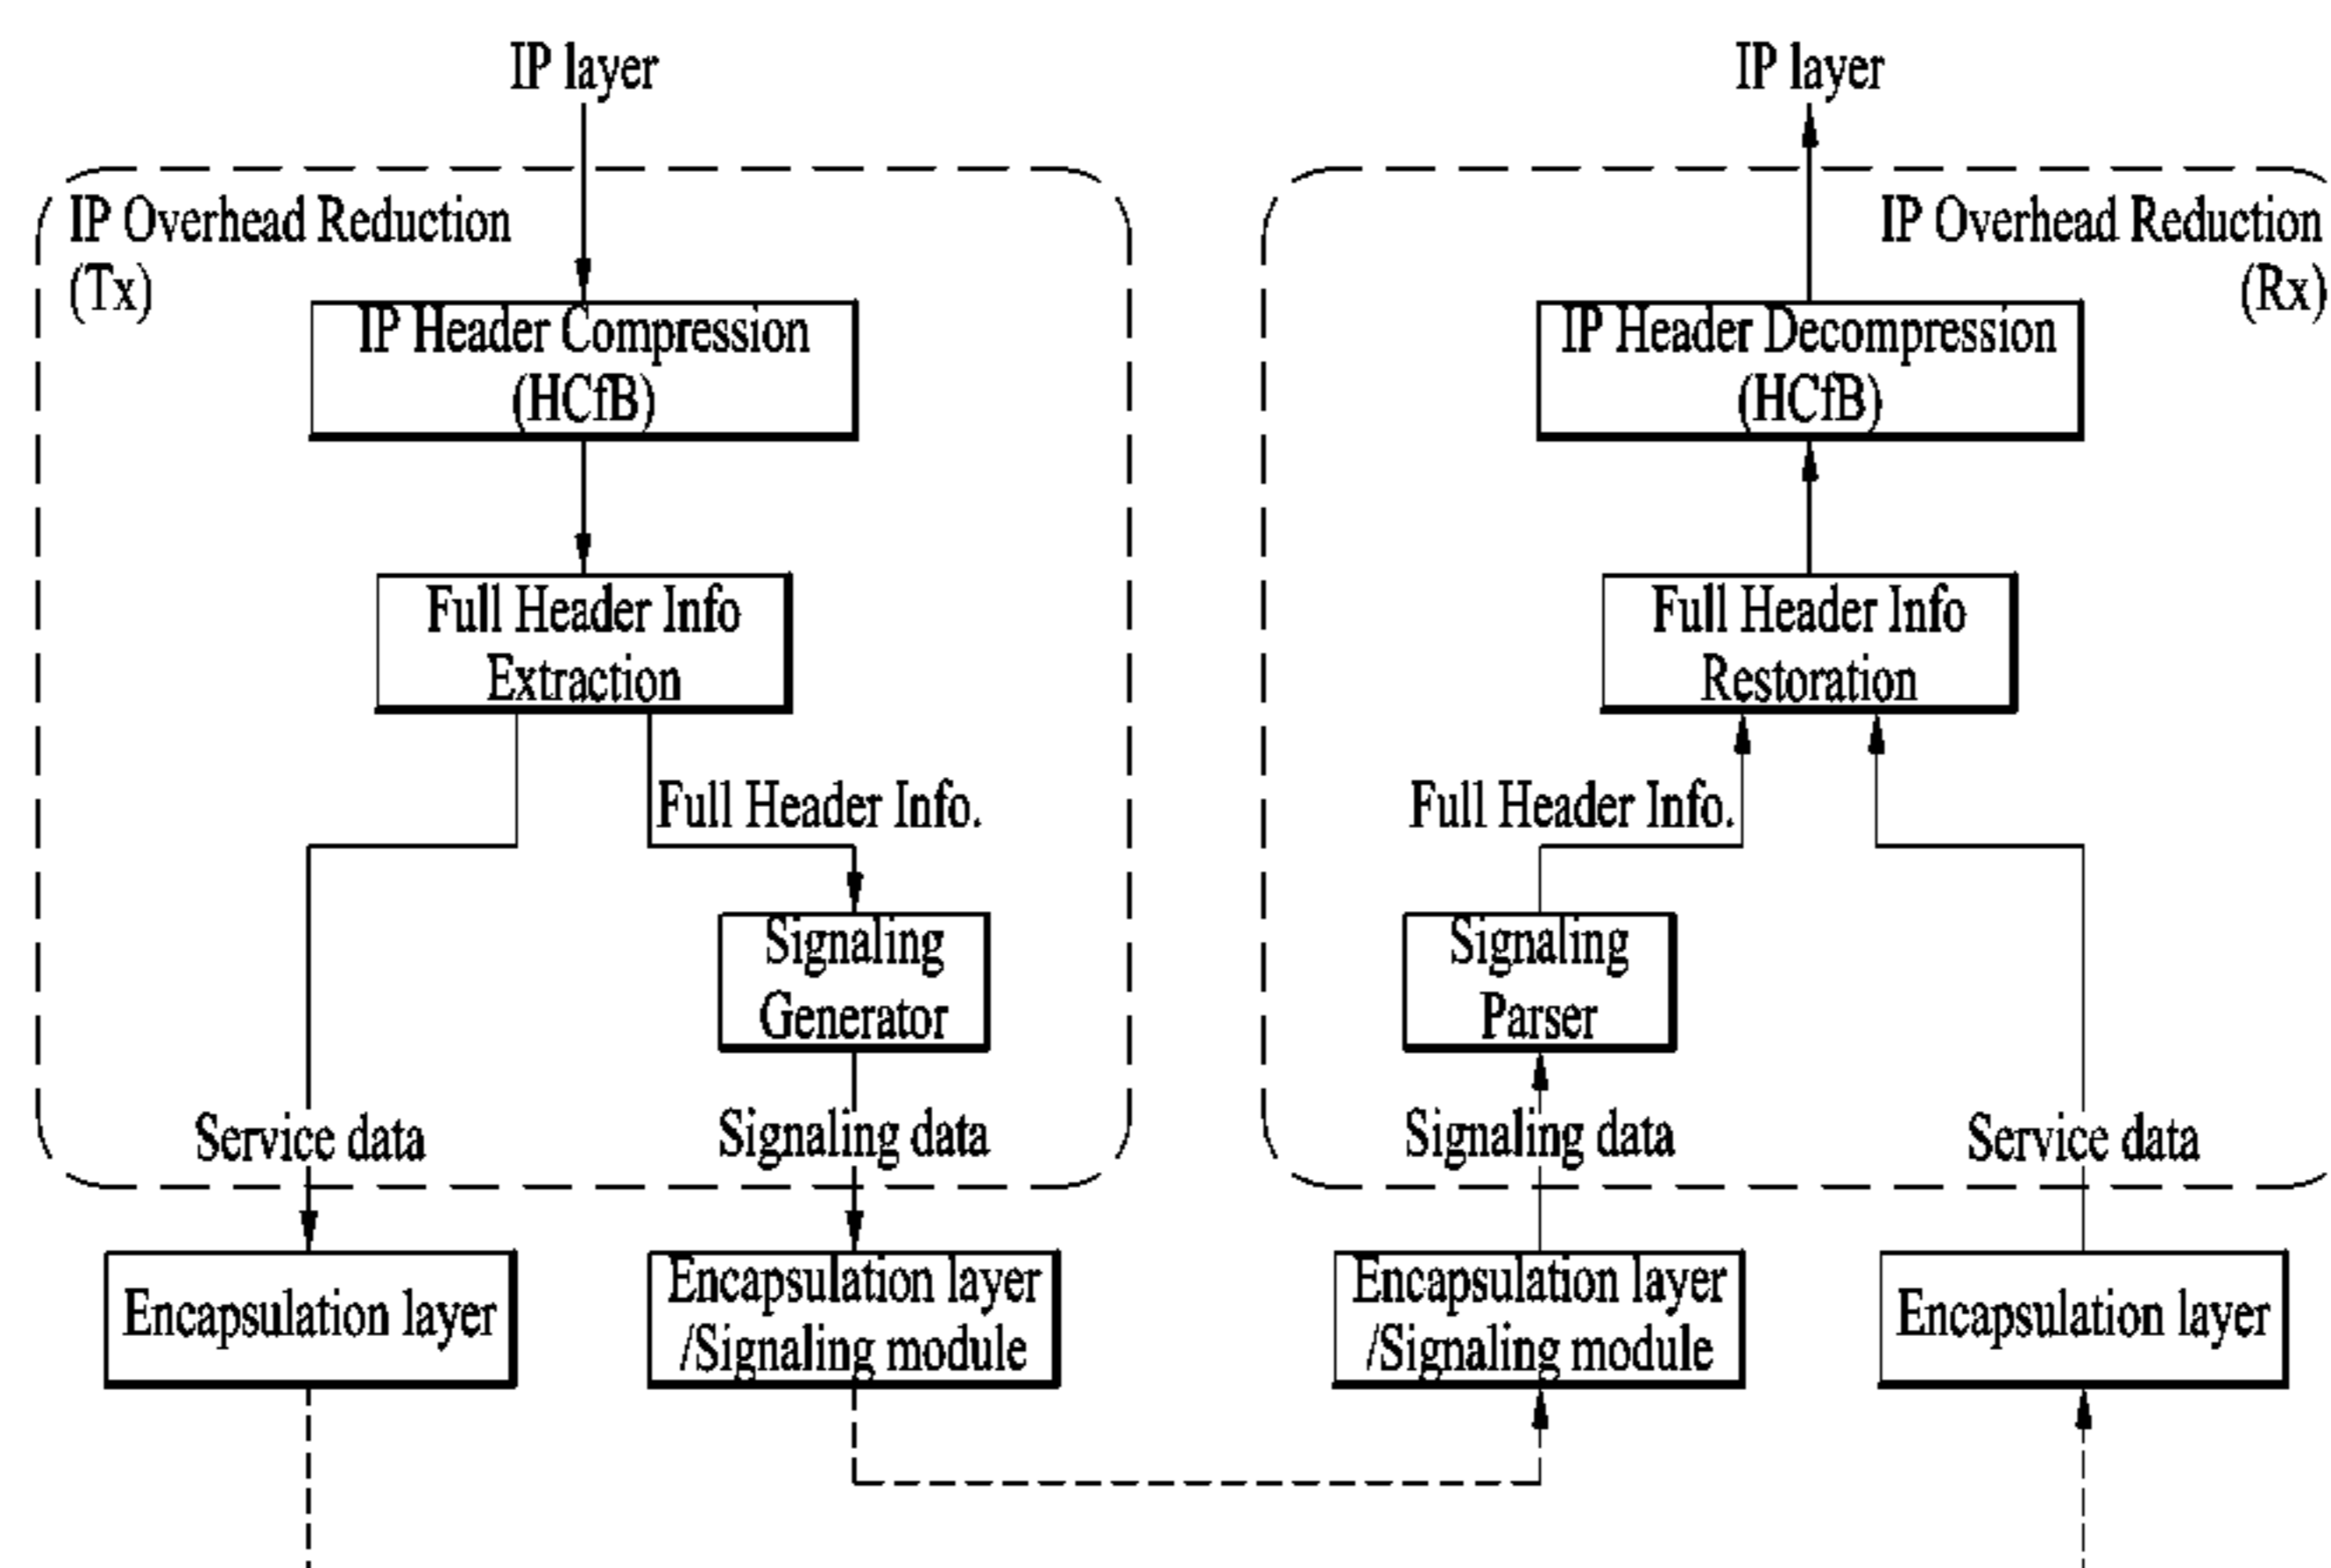 IP layer
IP Overhead Reduction
(Tx)
IP Header Compression
(HCfB)
Full Header Info
Extraction
Full Header Info.
Signaling
Generator
Service data
Signaling data
Encapsulation layer
Encapsulation layer
/Signaling module
IP layer
IP Overhead Reduction
(Rx)
IP Header Decompression
(HCfB)
Full Header Info
Restoration
Full Header Info.
Signaling
Parser
Signaling data
Service data
Encapsulation layer
/Signaling module
Encapsulation layer